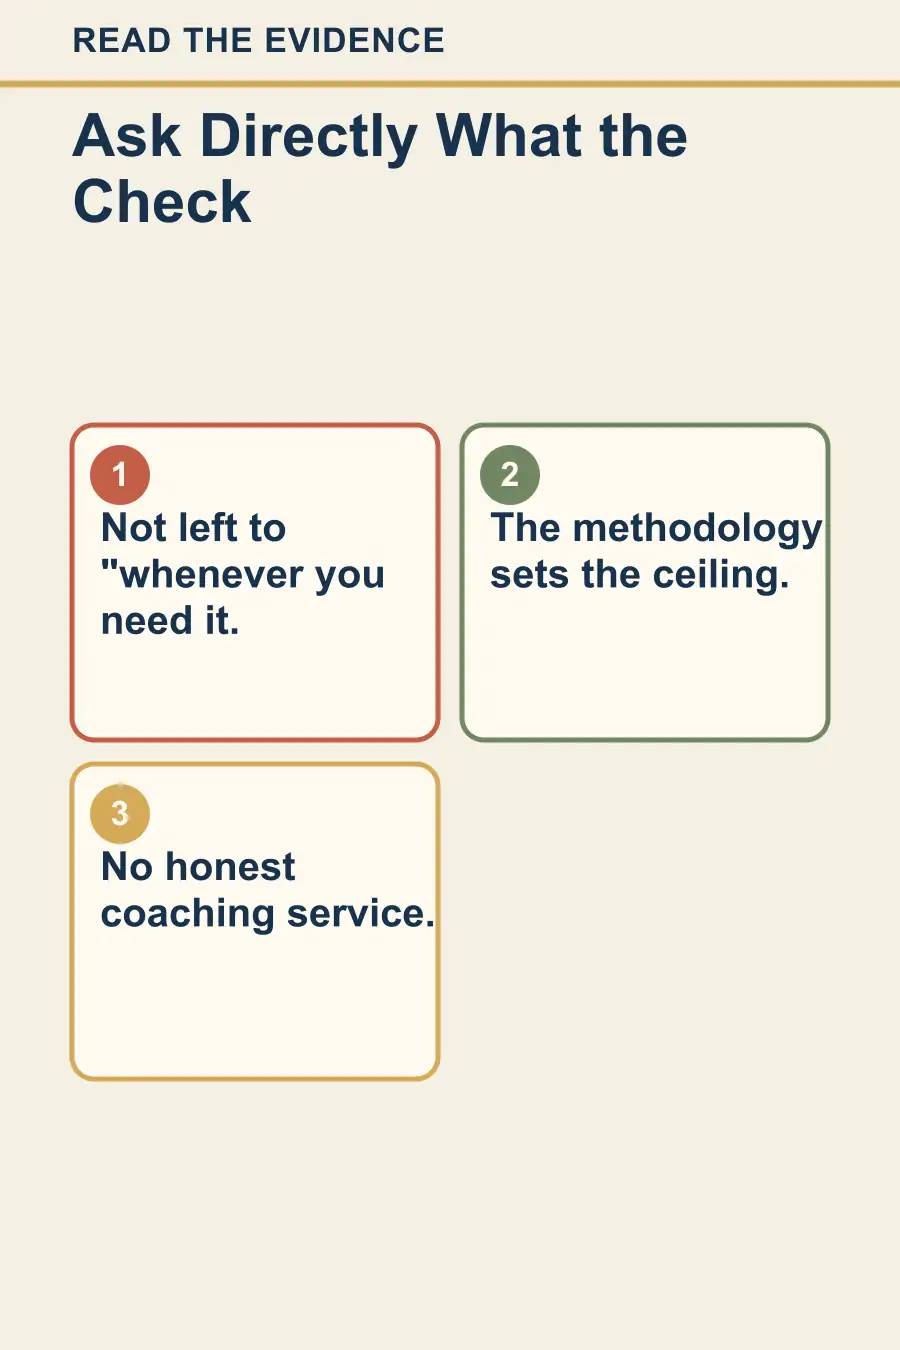 READ THE EVIDENCE
Ask Directly What the
Check
1
Not left to
"whenever you
need it.
2
The methodology
sets the ceiling.
3
No honest
coaching service.